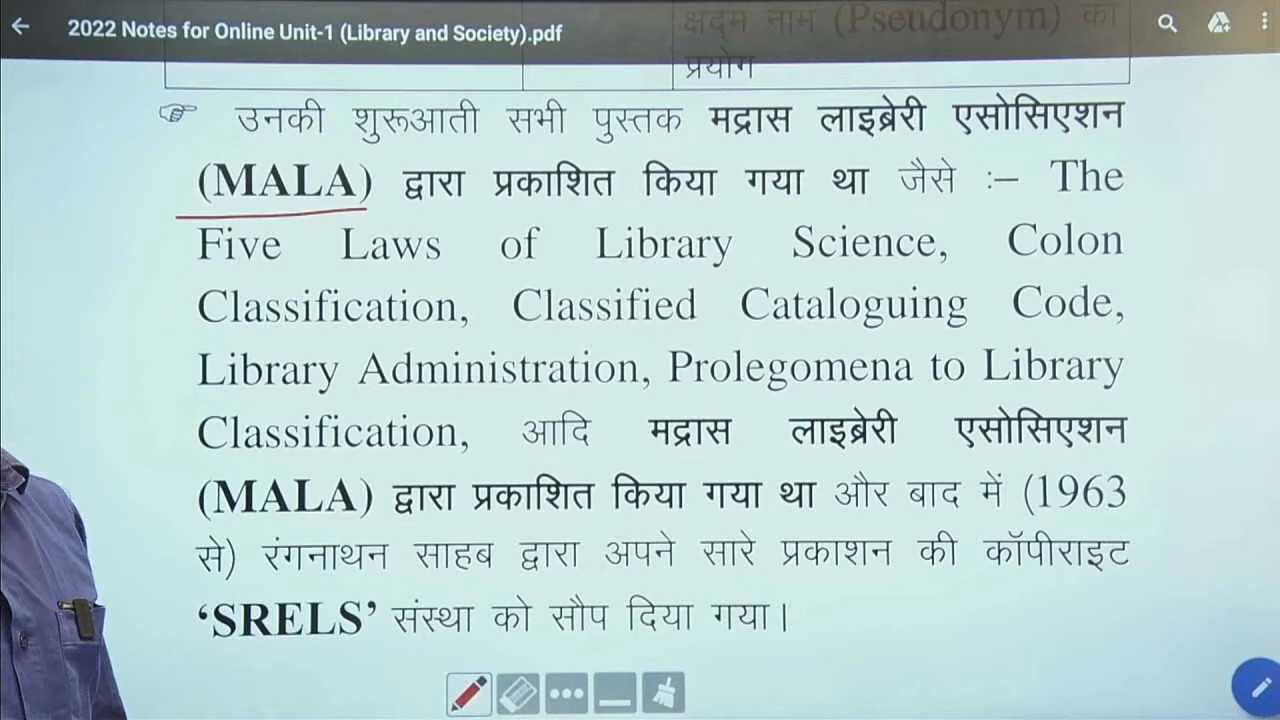 2022 Notes for Online Unit-1 (Library and Society).pdf
क्षद्म नाम (Pseudonym) का
प्रयोग
उनकी शुरूआती सभी पुस्तक मद्रास लाइब्रेरी एसोसिएशन
(MALA) द्वारा प्रकाशित किया गया था जैसे :– The
Five Laws of Library Science, Colon
Classification, Classified Cataloguing Code,
Library Administration, Prolegomena to Library
Classification, आदि मद्रास लाइब्रेरी एसोसिएशन
(MALA) द्वारा प्रकाशित किया गया था और बाद में (1963
से) रंगनाथन साहब द्वारा अपने सारे प्रकाशन की कॉपीराइट
‘SRELS’ संस्था को सौप दिया गया।